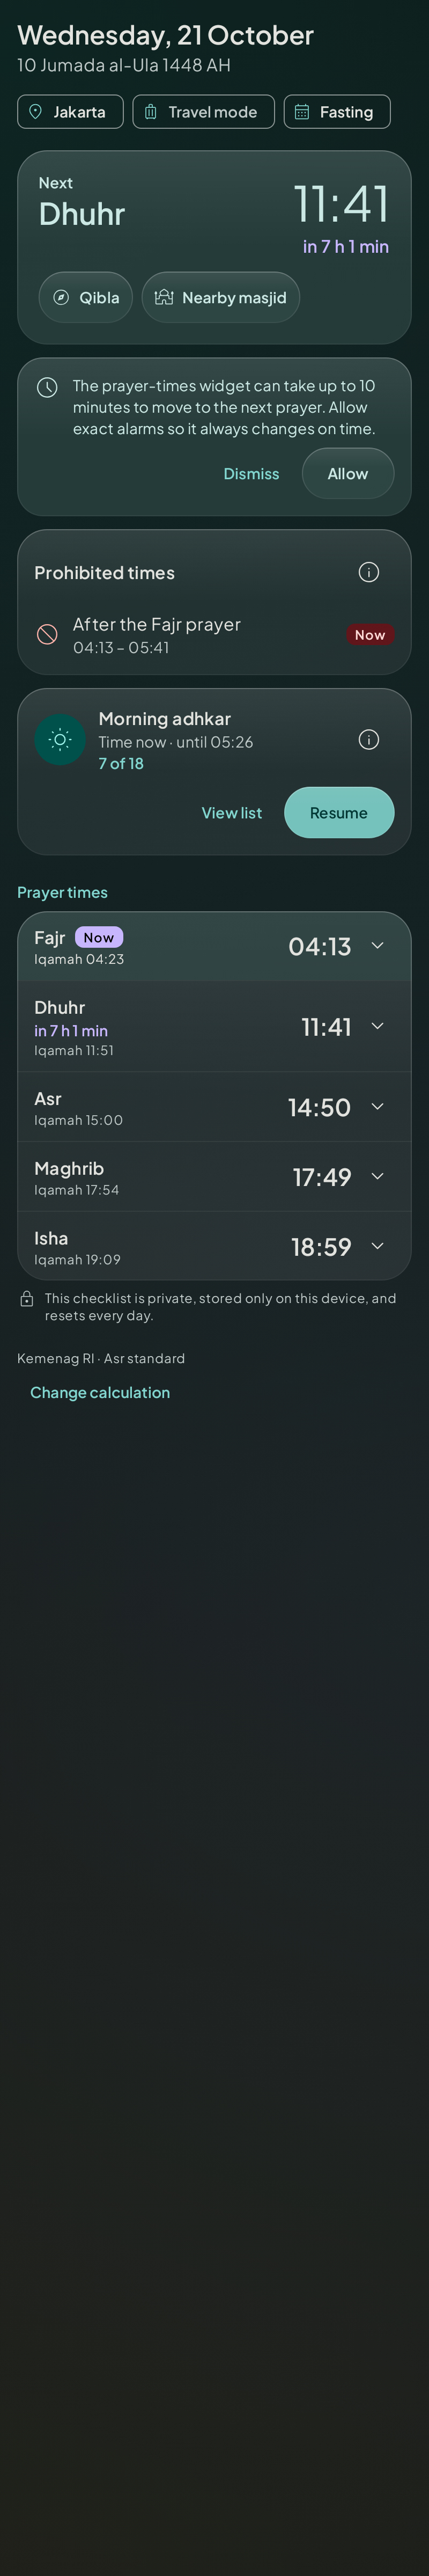 Wednesday, 21 October
10 Jumada al-Ula 1448 AH
Jakarta
Travel mode
Fasting
Next
Dhuhr
11:41
in 7 h 1 min
Qibla
Nearby masjid
The prayer-times widget can take up to 10
minutes to move to the next prayer. Allow
exact alarms so it always changes on time.
Dismiss
Allow
Prohibited times
After the Fajr prayer
04:13 – 05:41
Now
Morning adhkar
Time now · until 05:26
7 of 18
View list
Resume
Prayer times
Fajr
Now
Iqamah 04:23
04:13
Dhuhr
in 7 h 1 min
Iqamah 11:51
11:41
Asr
Iqamah 15:00
14:50
Maghrib
Iqamah 17:54
17:49
Isha
Iqamah 19:09
18:59
This checklist is private, stored only on this device, and
resets every day.
Kemenag RI · Asr standard
Change calculation